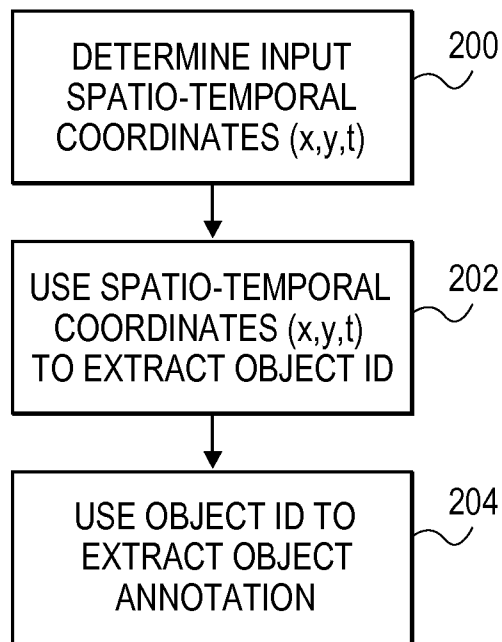 DETERMINE INPUT
SPATIO-TEMPORAL
COORDINATES (x,y,t)
200
USE SPATIO-TEMPORAL
COORDINATES (x,y,t)
TO EXTRACT OBJECT ID
202
USE OBJECT ID TO
EXTRACT OBJECT
ANNOTATION
204